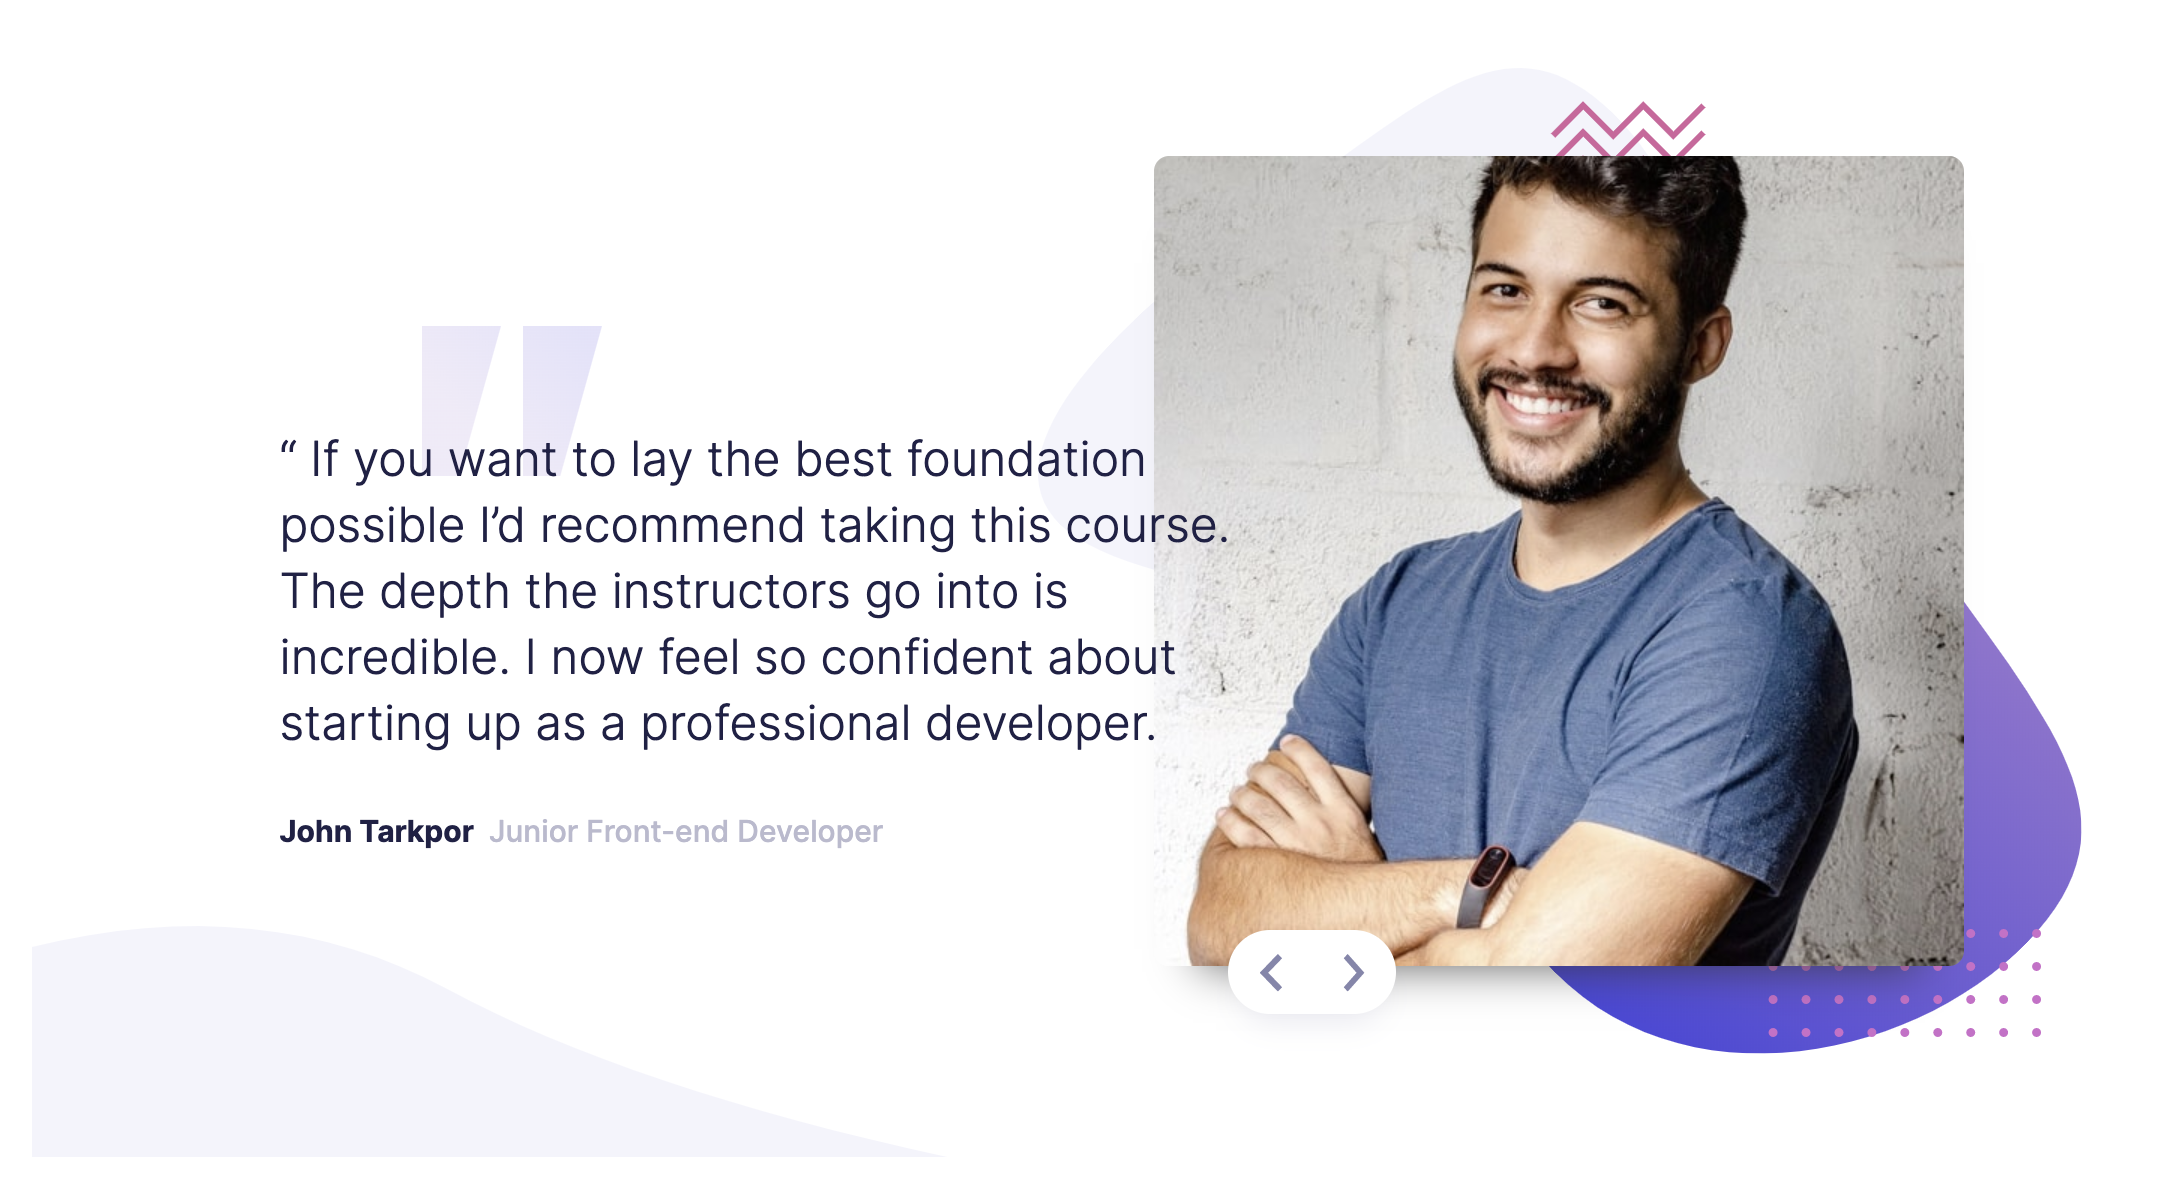 “ If you want to lay the best foundation
possible I’d recommend taking this course.
The depth the instructors go into is
incredible. I now feel so confident about
starting up as a professional developer.
John Tarkpor Junior Front-end Developer